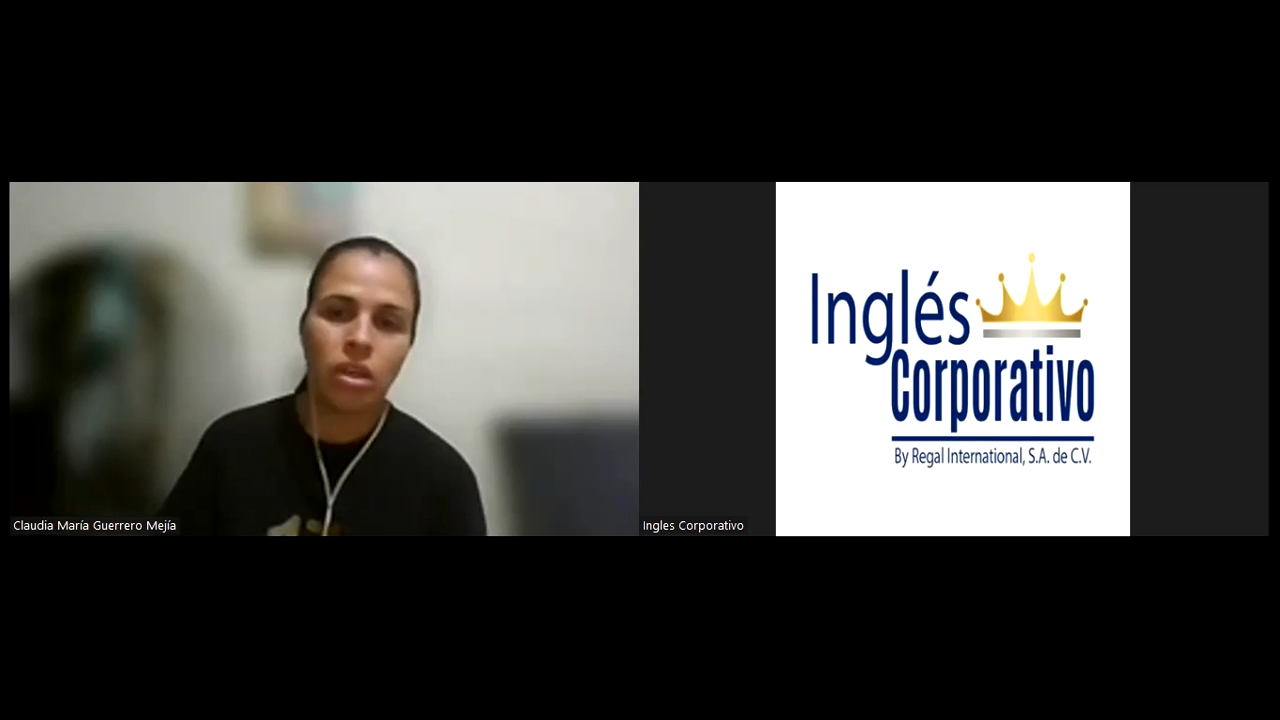 Inglés
Corporativo
By Regal International, S.A. de C.V.
Claudia María Guerrero Mejía
Ingles Corporativo